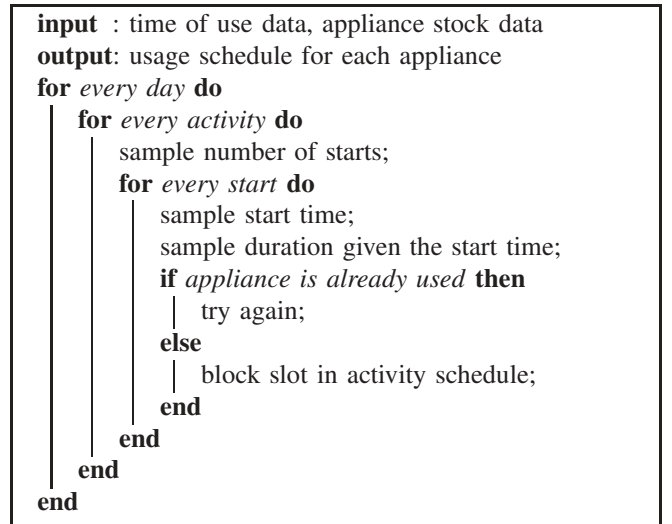 input : time of use data, appliance stock data
output: usage schedule for each appliance
for every day do
for every activity do
sample number of starts;
for every start do
sample start time;
sample duration given the start time;
if appliance is already used then
try again;
else
block slot in activity schedule;
end
end
end
end